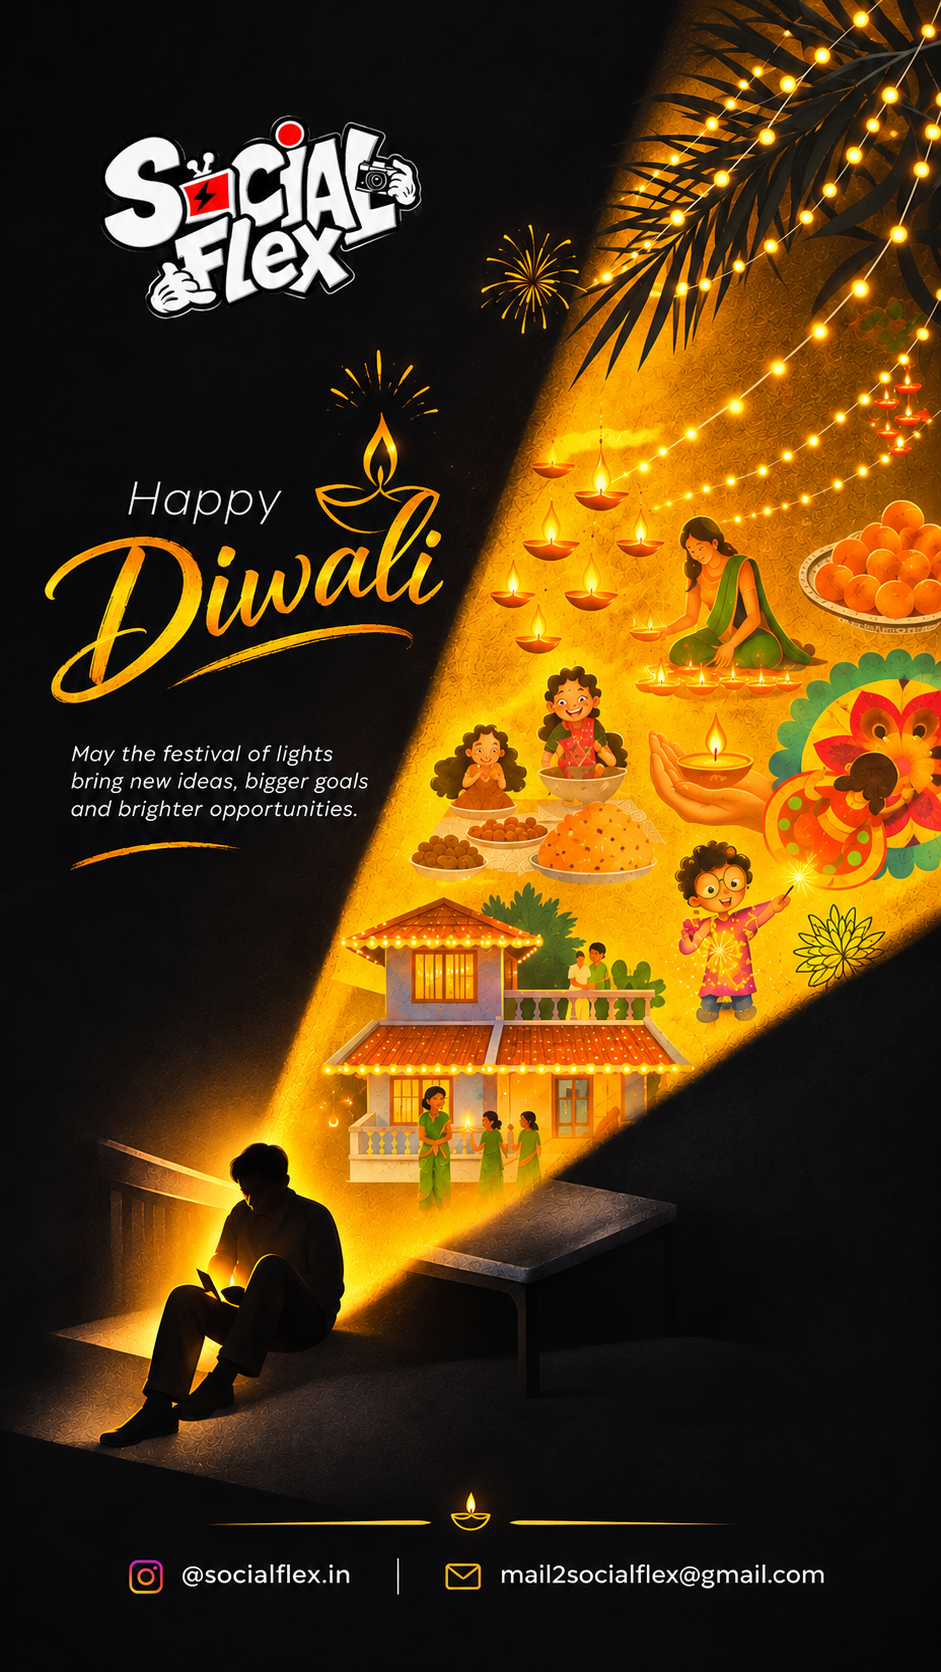 SOCIAL
Flex
Happy
Diwali
May the festival of lights
bring new ideas, bigger goals
and brighter opportunities.
@socialflex.in | mail2socialflex@gmail.com